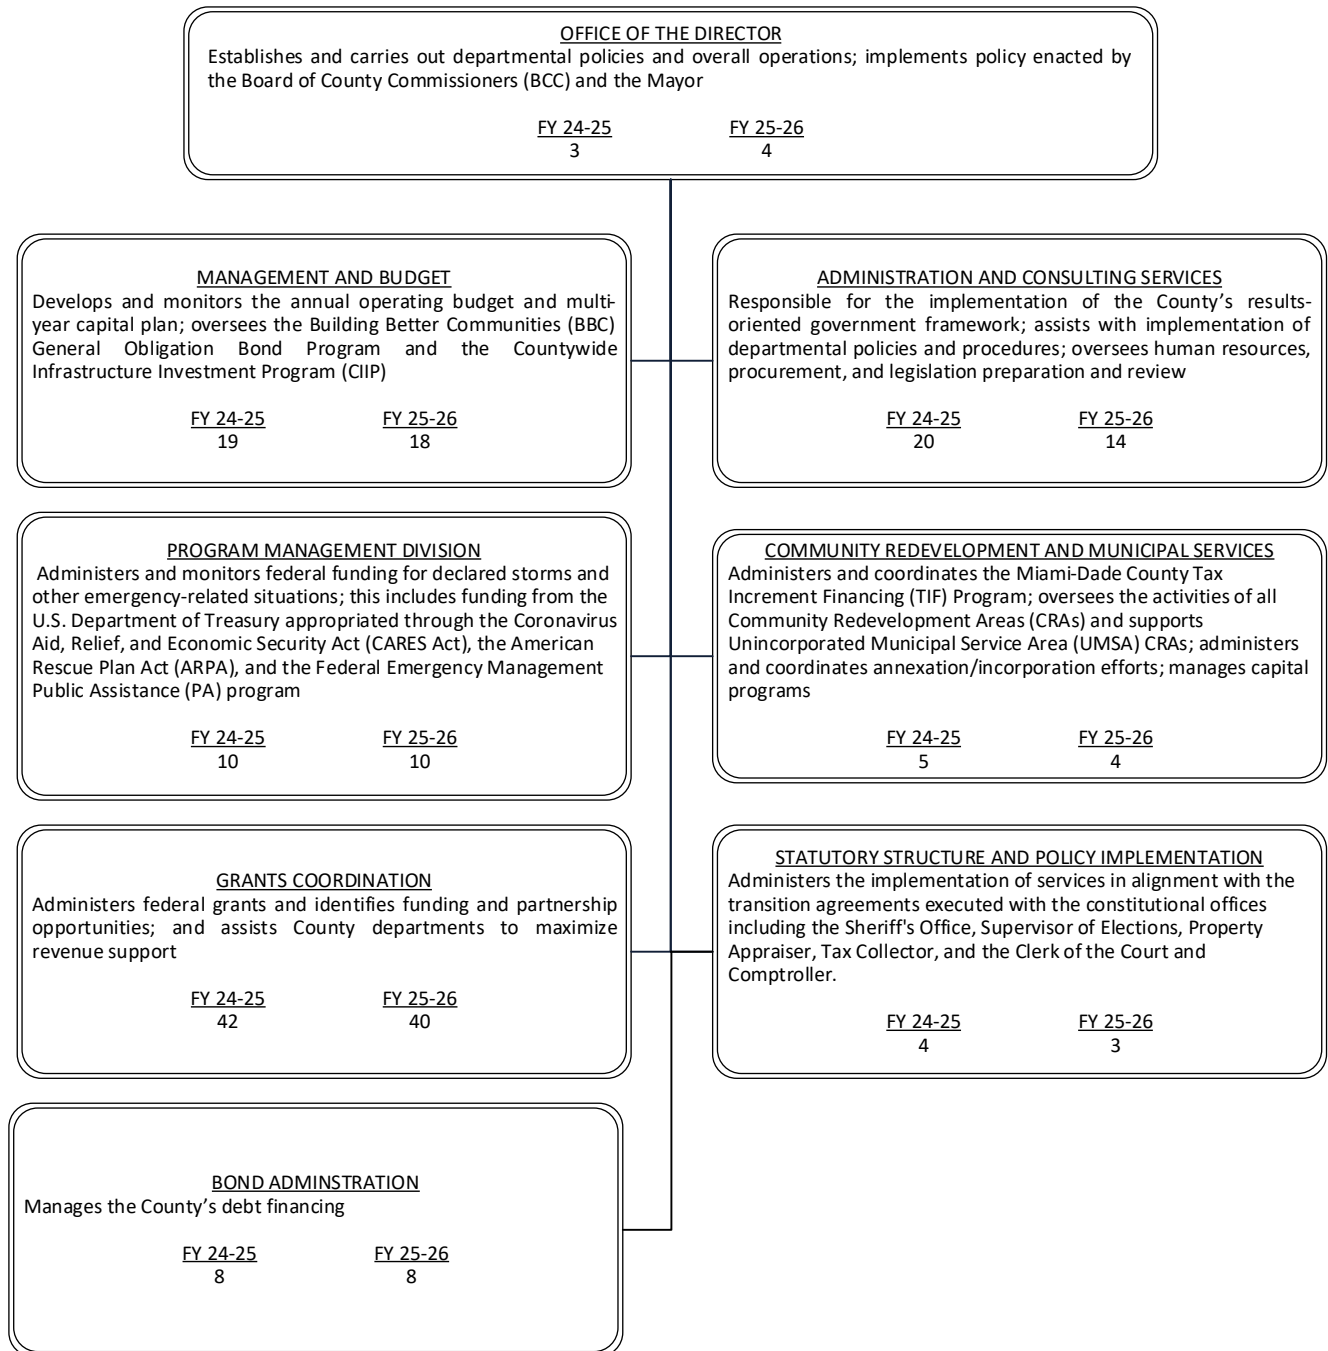 OFFICE OF THE DIRECTOR
Establishes and carries out departmental policies and overall operations; implements policy enacted by
the Board of County Commissioners (BCC) and the Mayor
FY 24-25 FY 25-26
3 4
MANAGEMENT AND BUDGET
Develops and monitors the annual operating budget and multi-
year capital plan; oversees the Building Better Communities (BBC)
General Obligation Bond Program and the Countywide
Infrastructure Investment Program (CIIP)
FY 24-25 FY 25-26
19 18
ADMINISTRATION AND CONSULTING SERVICES
Responsible for the implementation of the County’s results-
oriented government framework; assists with implementation of
departmental policies and procedures; oversees human resources,
procurement, and legislation preparation and review
FY 24-25 FY 25-26
20 14
PROGRAM MANAGEMENT DIVISION
Administers and monitors federal funding for declared storms and
other emergency-related situations; this includes funding from the
U.S. Department of Treasury appropriated through the Coronavirus
Aid, Relief, and Economic Security Act (CARES Act), the American
Rescue Plan Act (ARPA), and the Federal Emergency Management
Public Assistance (PA) program
FY 24-25 FY 25-26
10 10
COMMUNITY REDEVELOPMENT AND MUNICIPAL SERVICES
Administers and coordinates the Miami-Dade County Tax
Increment Financing (TIF) Program; oversees the activities of all
Community Redevelopment Areas (CRAs) and supports
Unincorporated Municipal Service Area (UMSA) CRAs; administers
and coordinates annexation/incorporation efforts; manages capital
programs
FY 24-25 FY 25-26
5 4
GRANTS COORDINATION
Administers federal grants and identifies funding and partnership
opportunities; and assists County departments to maximize
revenue support
FY 24-25 FY 25-26
42 40
STATUTORY STRUCTURE AND POLICY IMPLEMENTATION
Administers the implementation of services in alignment with the
transition agreements executed with the constitutional offices
including the Sheriff's Office, Supervisor of Elections, Property
Appraiser, Tax Collector, and the Clerk of the Court and
Comptroller.
FY 24-25 FY 25-26
4 3
BOND ADMINSTRATION
Manages the County’s debt financing
FY 24-25 FY 25-26
8 8